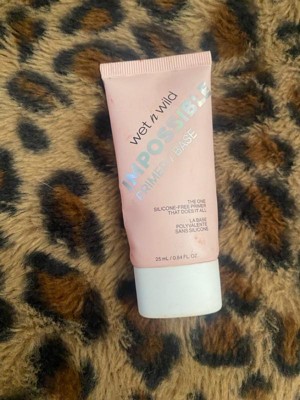 wet n wild
IMPOSSIBLE
PRIMER / BASE
THE ONE
SILICONE-FREE PRIMER
THAT DOES IT ALL
LA BASE
POLYVALENTE
SANS SILICONE
25 mL / 0.84 FL. OZ.